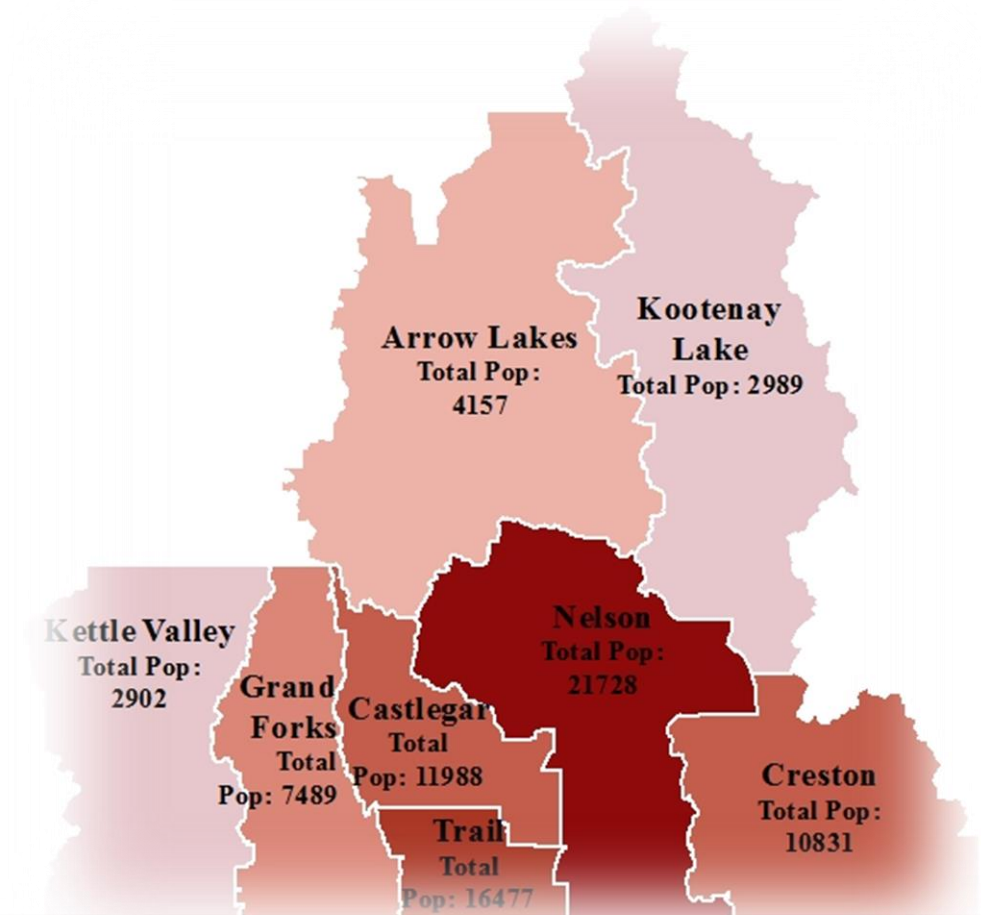 Kootenay
Lake
Total Pop: 2989
Arrow Lakes
Total Pop:
4157
Nelson
Total Pop:
21728
Kettle Valley
Total Pop:
2902
Grand
Forks
Total
Pop: 7489
Castlegar
Total
Pop: 11988
Creston
Total Pop:
10831
Trail
Total
Pop: 16477